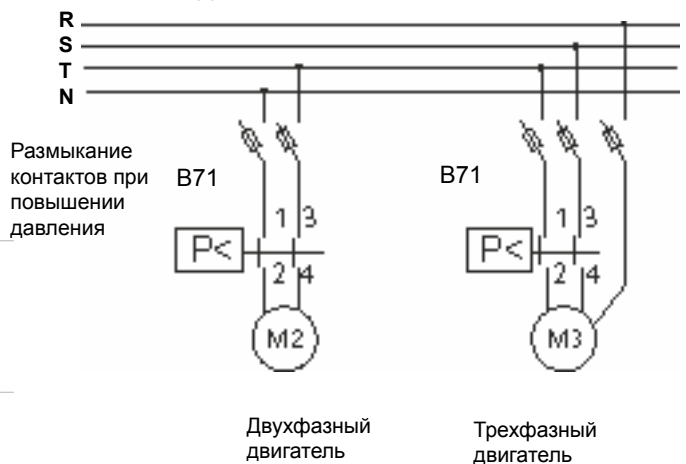 R
S
T
N
Размыкание
контактов при
повышении
давления
B71
B71
1 3
1 3
P<
P<
2 4
2 4
M2
M3
Двухфазный
двигатель
Трехфазный
двигатель